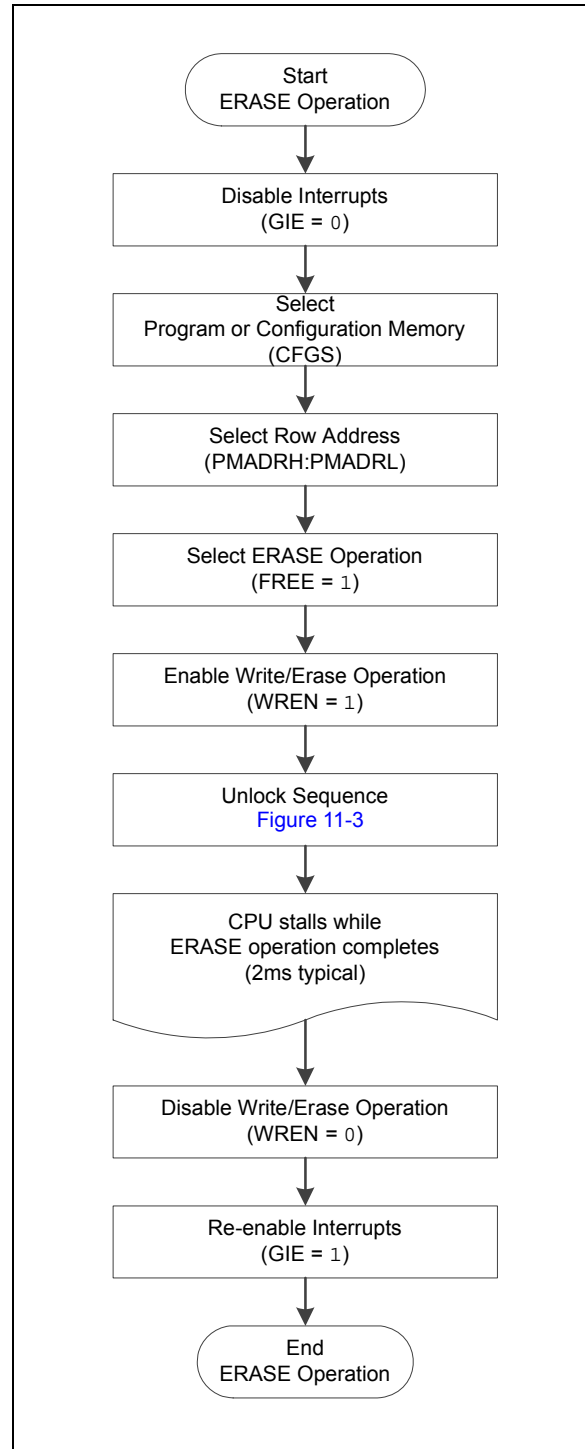 Start
ERASE Operation
Disable Interrupts
(GIE = 0)
Select
Program or Configuration Memory
(CFGS)
Select Row Address
(PMADRH:PMADRL)
Select ERASE Operation
(FREE = 1)
Enable Write/Erase Operation
(WREN = 1)
Unlock Sequence
Figure 11-3
CPU stalls while
ERASE operation completes
(2ms typical)
Disable Write/Erase Operation
(WREN = 0)
Re-enable Interrupts
(GIE = 1)
End
ERASE Operation